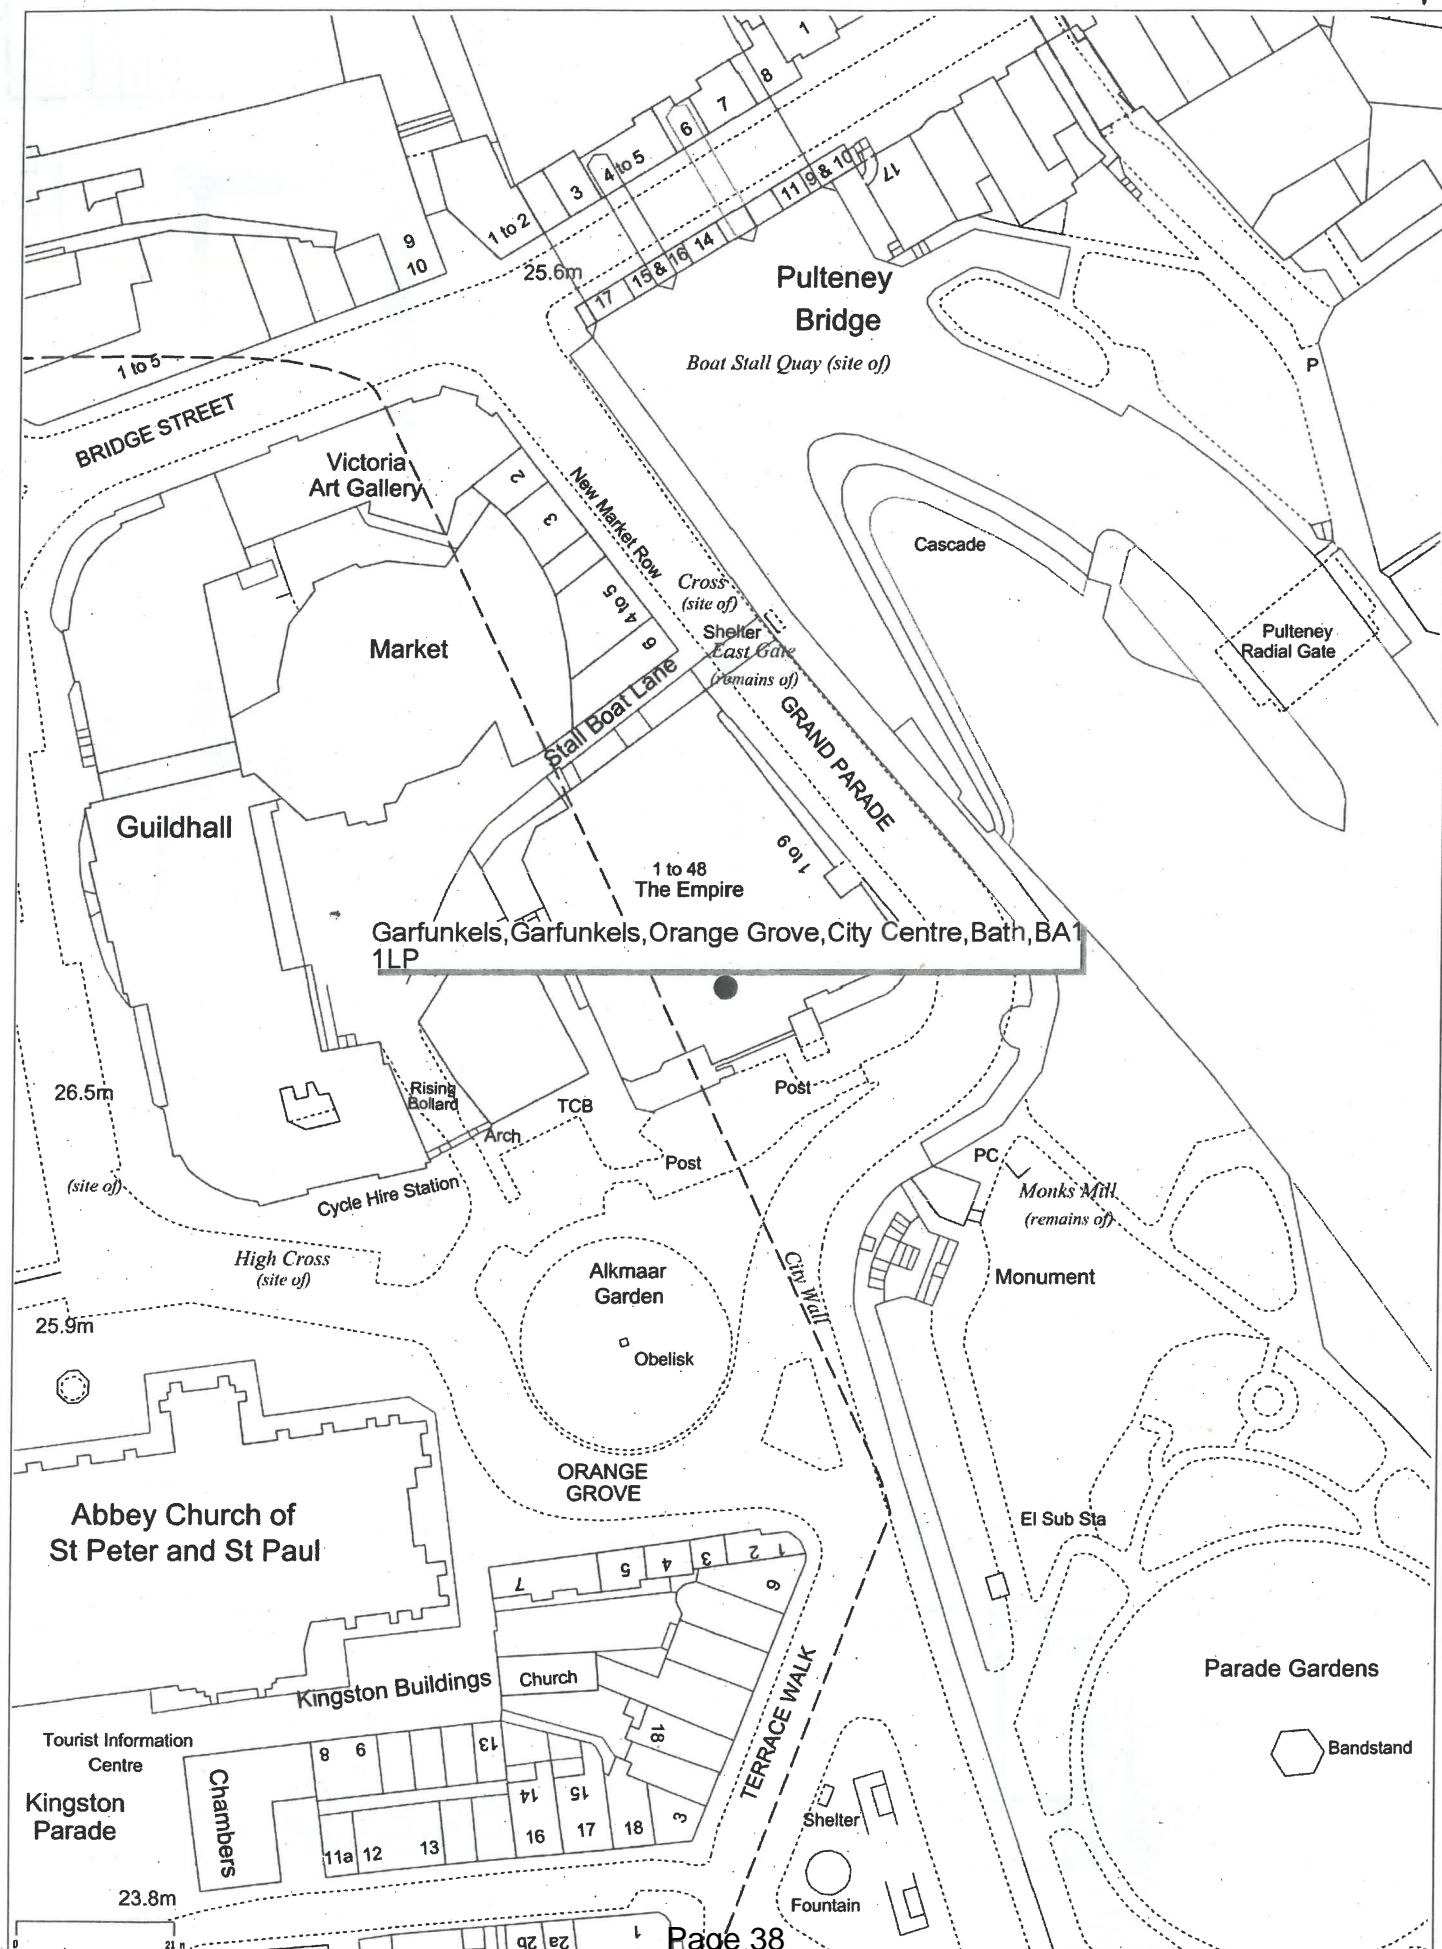 1
8
7
6
4 to 5
3
1 to 2
9 & 10
11
17
14
15 & 16
17
9
10
25.6m
Pulteney
Bridge
Boat Stall Quay (site of)
P
1 to 5
BRIDGE STREET
Victoria
Art Gallery
2
3
4 to 5
6
New Market Row
Cascade
Cross
(site of)
Shelter
East Gate
(remains of)
Pulteney
Radial Gate
Market
Stall Boat Lane
GRAND PARADE
Guildhall
1 to 9
1 to 48
The Empire
Garfunkels,Garfunkels,Orange Grove,City Centre,Bath,BA1
1LP
26.5m
Rising
Bollard
TCB
Post
Arch
Post
PC
(site of)
Cycle Hire Station
Monks Mill
(remains of)
High Cross
(site of)
Alkmaar
Garden
City Wall
Monument
25.9m
Obelisk
ORANGE
GROVE
Abbey Church of
St Peter and St Paul
El Sub Sta
7
5
4
3
2
1
6
Parade Gardens
Kingston Buildings
Church
TERRACE WALK
18
Tourist Information
Centre
8
9
13
Bandstand
Kingston
Parade
Chambers
14
15
3
Shelter
11a
12
13
16
17
18
23.8m
Fountain
0
21 m
2b
2a
1
Page 38